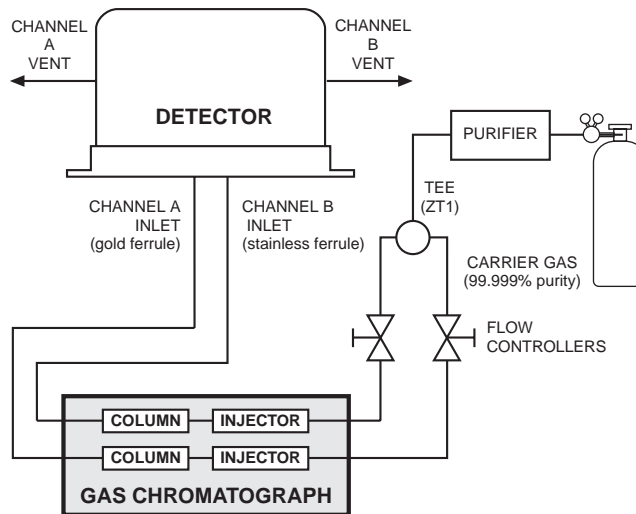 CHANNEL
A
VENT
CHANNEL
B
VENT
DETECTOR
PURIFIER
TEE
(ZT1)
CHANNEL A
INLET
(gold ferrule)
CHANNEL B
INLET
(stainless ferrule)
CARRIER GAS
(99.999% purity)
FLOW
CONTROLLERS
COLUMN
INJECTOR
COLUMN
INJECTOR
GAS CHROMATOGRAPH